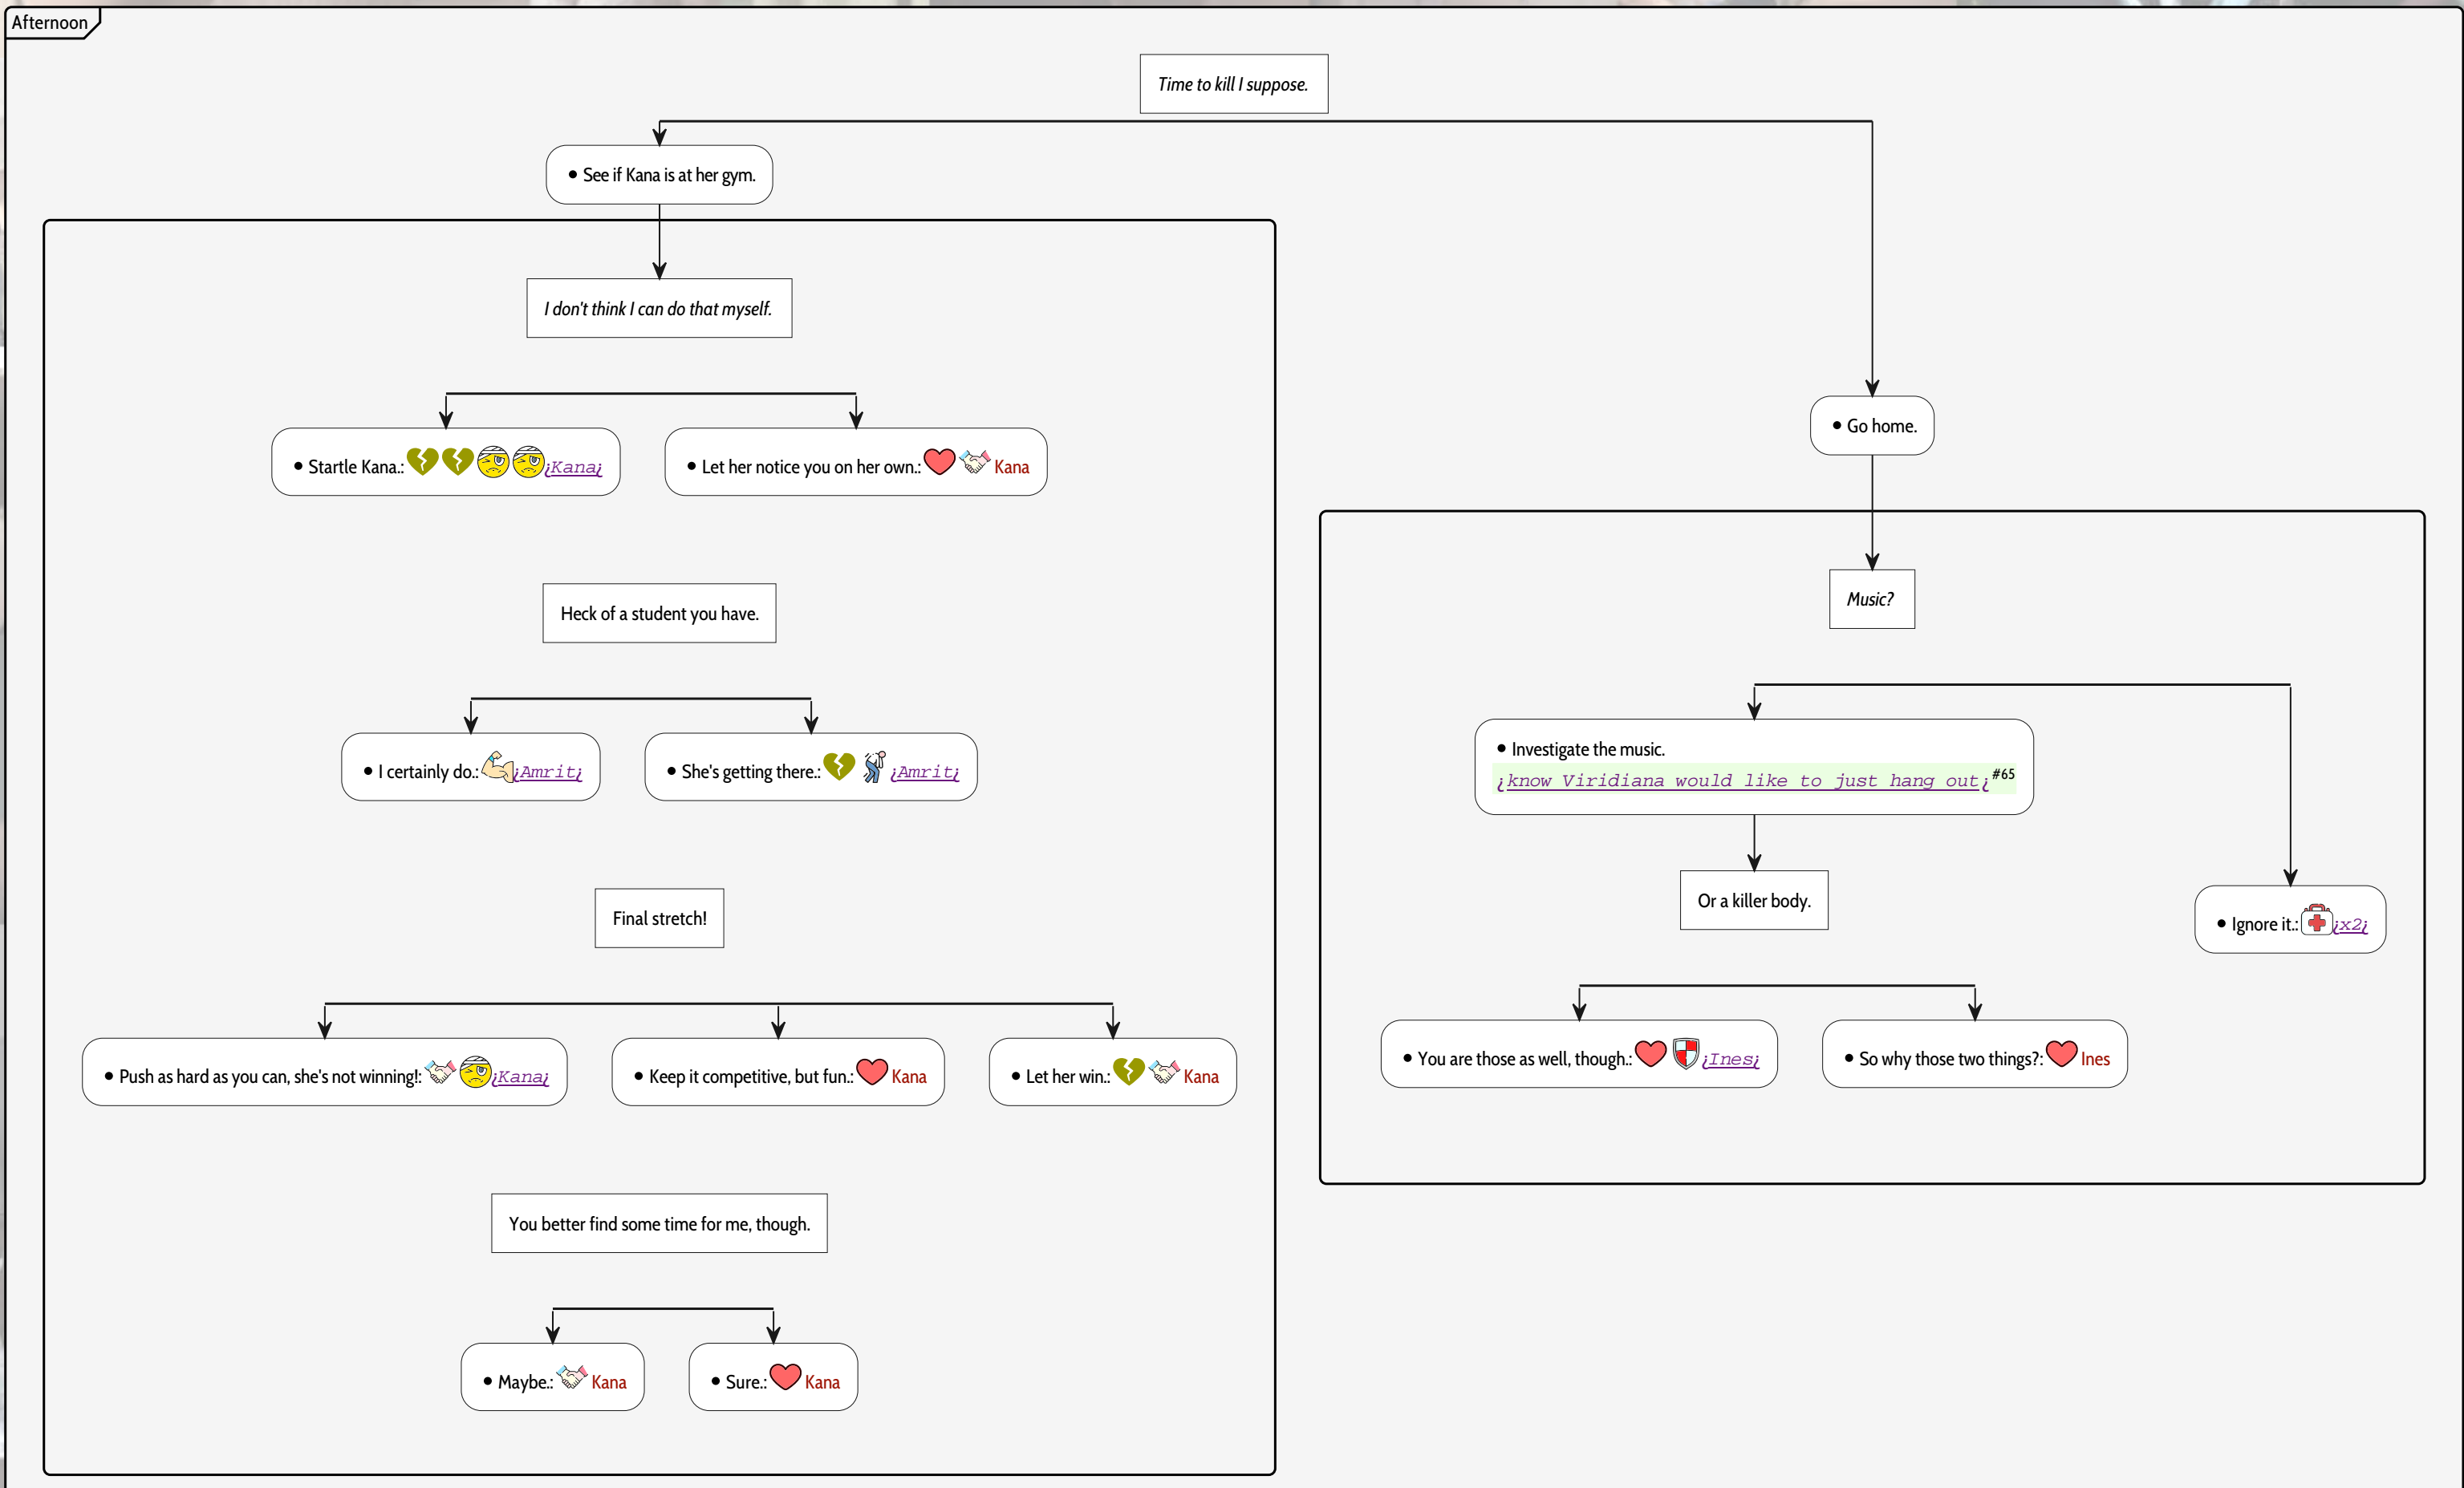 Afternoon
Time to kill I suppose.
• See if Kana is at her gym.
I don't think I can do that myself.
• Startle Kana.: ¿Kana¿
• Let her notice you on her own.: Kana
Heck of a student you have.
• I certainly do.: ¿Amrit¿
• She's getting there.: ¿Amrit¿
Final stretch!
• Push as hard as you can, she's not winning!: ¿Kana¿
• Keep it competitive, but fun.: Kana
• Let her win.: Kana
You better find some time for me, though.
• Maybe.: Kana
• Sure.: Kana
• Go home.
Music?
• Investigate the music.
¿know Viridiana would like to just hang out¿ #65
Or a killer body.
• You are those as well, though.: ¿Ines¿
• So why those two things?: Ines
• Ignore it.: ¿x2¿